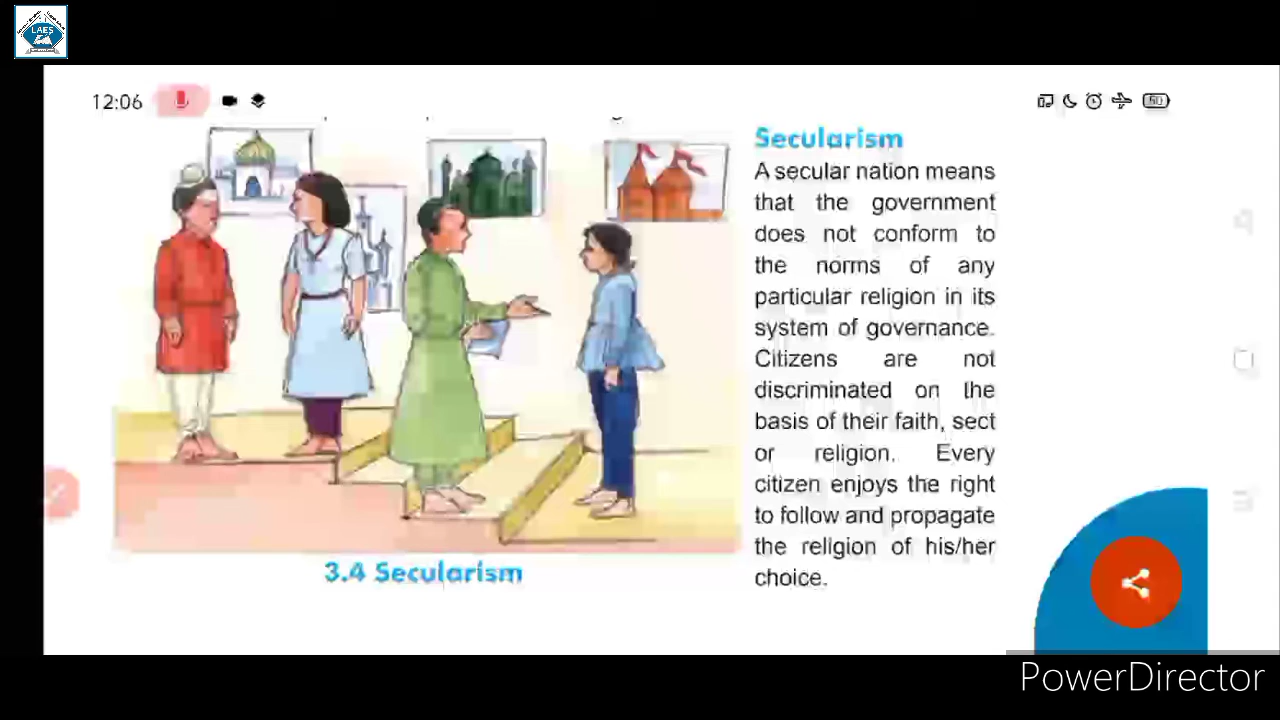 LAES
12:06
50
Secularism
A secular nation means
that the government
does not conform to
the norms of any
particular religion in its
system of governance.
Citizens are not
discriminated on the
basis of their faith, sect
or religion. Every
citizen enjoys the right
to follow and propagate
the religion of his/her
choice.
3.4 Secularism
PowerDirector